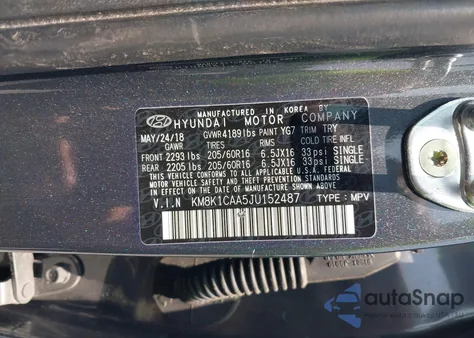 MANUFACTURED IN KOREA BY
HYUNDAI MOTOR COMPANY
MAY/24/18 GVWR 4189lbs PAINT YG7 TRIM TRY
GAWR TIRES RIMS COLD TIRE INFL
FRONT 2293lbs 205/60R16 6.5JX16 33psi SINGLE
REAR 2205lbs 205/60R16 6.5JX16 33psi SINGLE
THIS VEHICLE CONFORMS TO ALL APPLICABLE U.S.A. FEDERAL
MOTOR VEHICLE SAFETY, BUMPER, AND THEFT PREVENTION STANDARDS
IN EFFECT ON THE DATE OF MANUFACTURE SHOWN ABOVE.
V.I.N KM8K1CAA5JU152487 TYPE: MPV
autoSnap